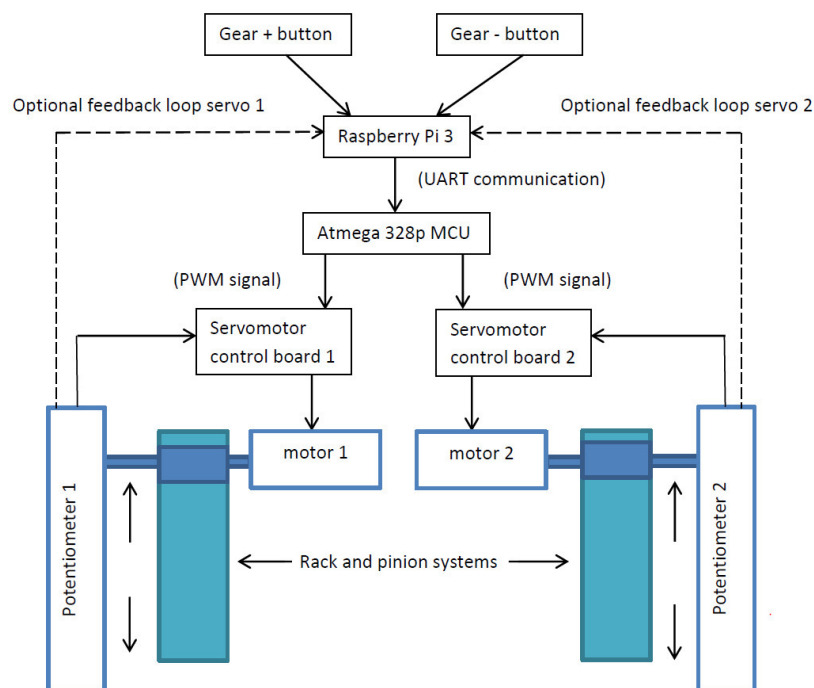 Gear + button
Gear - button
Optional feedback loop servo 1
Optional feedback loop servo 2
Raspberry Pi 3
(UART communication)
Atmega 328p MCU
(PWM signal)
(PWM signal)
Servomotor
control board 1
Servomotor
control board 2
motor 1
motor 2
Potentiometer 1
Potentiometer 2
Rack and pinion systems